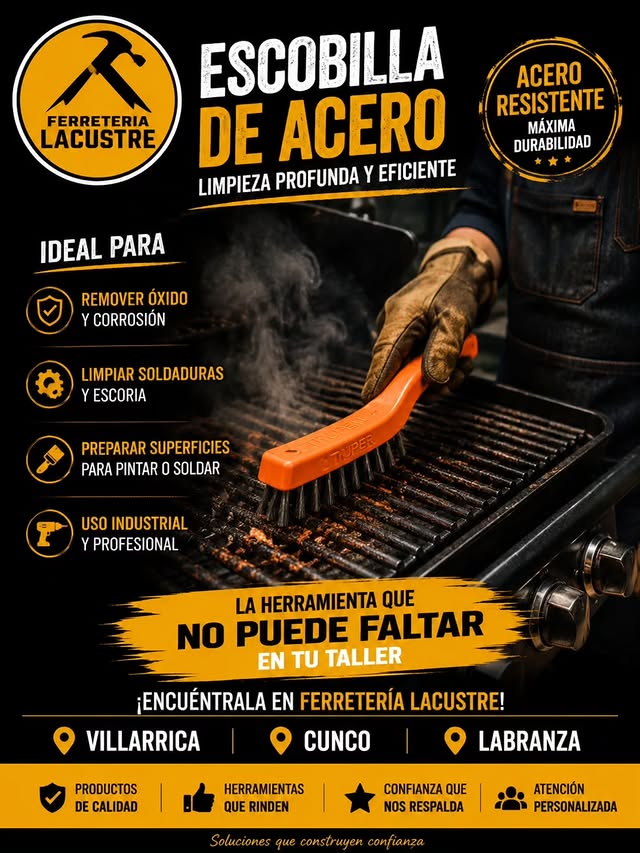 FERRETERIA
LACUSTRE
ESCOBILLA
DE ACERO
LIMPIEZA PROFUNDA Y EFICIENTE
ACERO
RESISTENTE
MÁXIMA
DURABILIDAD
IDEAL PARA
REMOVER ÓXIDO
Y CORROSIÓN
LIMPIAR SOLDADURAS
Y ESCORIA
PREPARAR SUPERFICIES
PARA PINTAR O SOLDAR
USO INDUSTRIAL
Y PROFESIONAL
TRUPER
LA HERRAMIENTA QUE
NO PUEDE FALTAR
EN TU TALLER
¡ENCUÉNTRALA EN FERRETERÍA LACUSTRE!
VILLARRICA
CUNCO
LABRANZA
PRODUCTOS
DE CALIDAD
HERRAMIENTAS
QUE RINDEN
CONFIANZA QUE
NOS RESPALDA
ATENCIÓN
PERSONALIZADA
Soluciones que construyen confianza